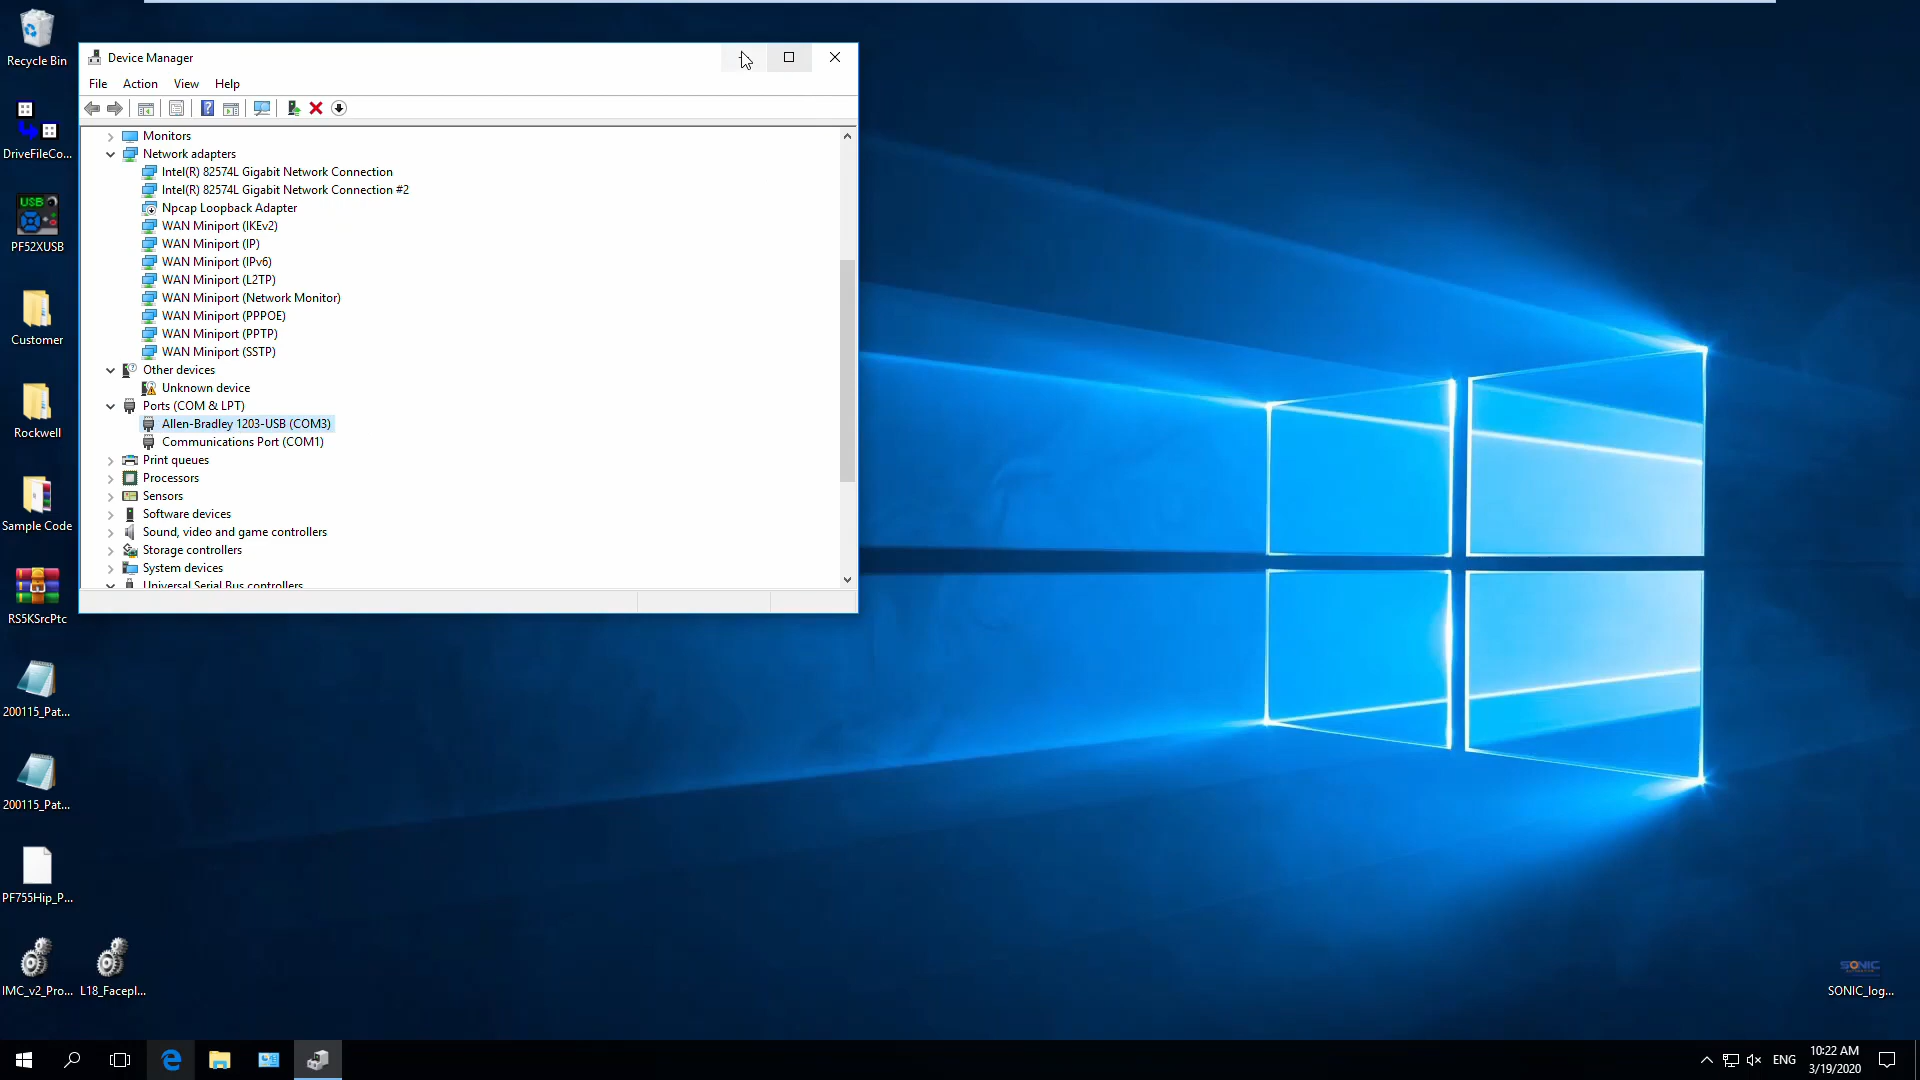 Recycle Bin
DriveFileCo...
USB
PF52XUSB
Customer
Rockwell
Sample Code
RS5KSrcPtc
200115_Pat...
200115_Pat...
PF755Hip_P...
IMC_v2_Pro...
L18_Facepl...
Device Manager
File Action View Help
Monitors
Network adapters
Intel(R) 82574L Gigabit Network Connection
Intel(R) 82574L Gigabit Network Connection #2
Npcap Loopback Adapter
WAN Miniport (IKEv2)
WAN Miniport (IP)
WAN Miniport (IPv6)
WAN Miniport (L2TP)
WAN Miniport (Network Monitor)
WAN Miniport (PPPOE)
WAN Miniport (PPTP)
WAN Miniport (SSTP)
Other devices
Unknown device
Ports (COM & LPT)
Allen-Bradley 1203-USB (COM3)
Communications Port (COM1)
Print queues
Processors
Sensors
Software devices
Sound, video and game controllers
Storage controllers
System devices
Universal Serial Bus controllers
SONIC
SONIC_log...
ENG
10:22 AM
3/19/2020